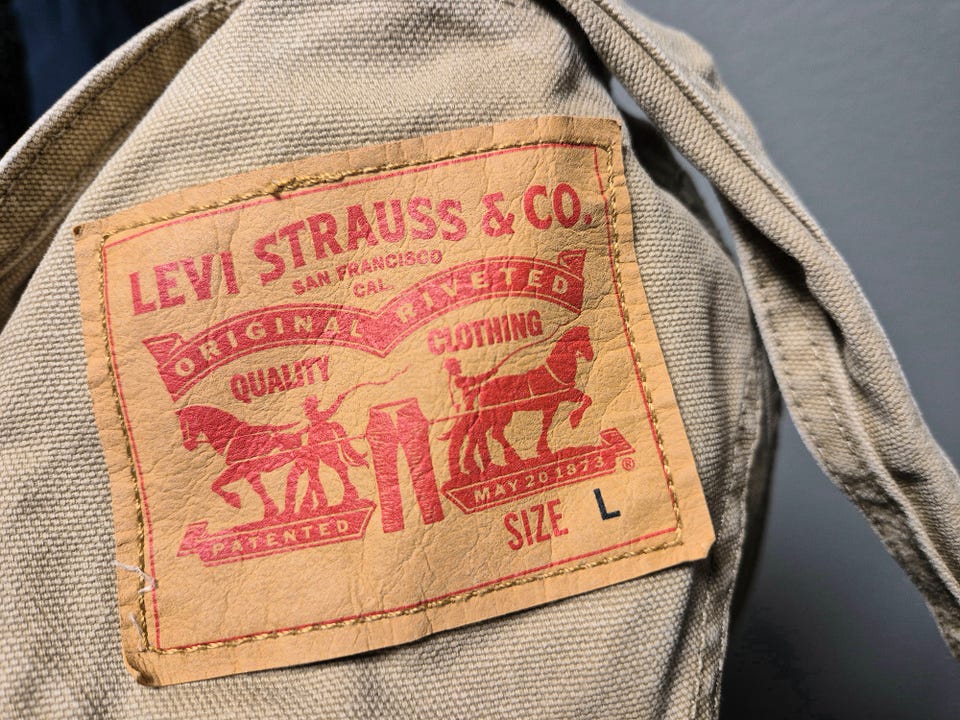 LEVI STRAUSS & CO.
SAN FRANCISCO
CAL.
ORIGINAL RIVETED
QUALITY CLOTHING
PATENTED MAY 20 1873 ®
SIZE L